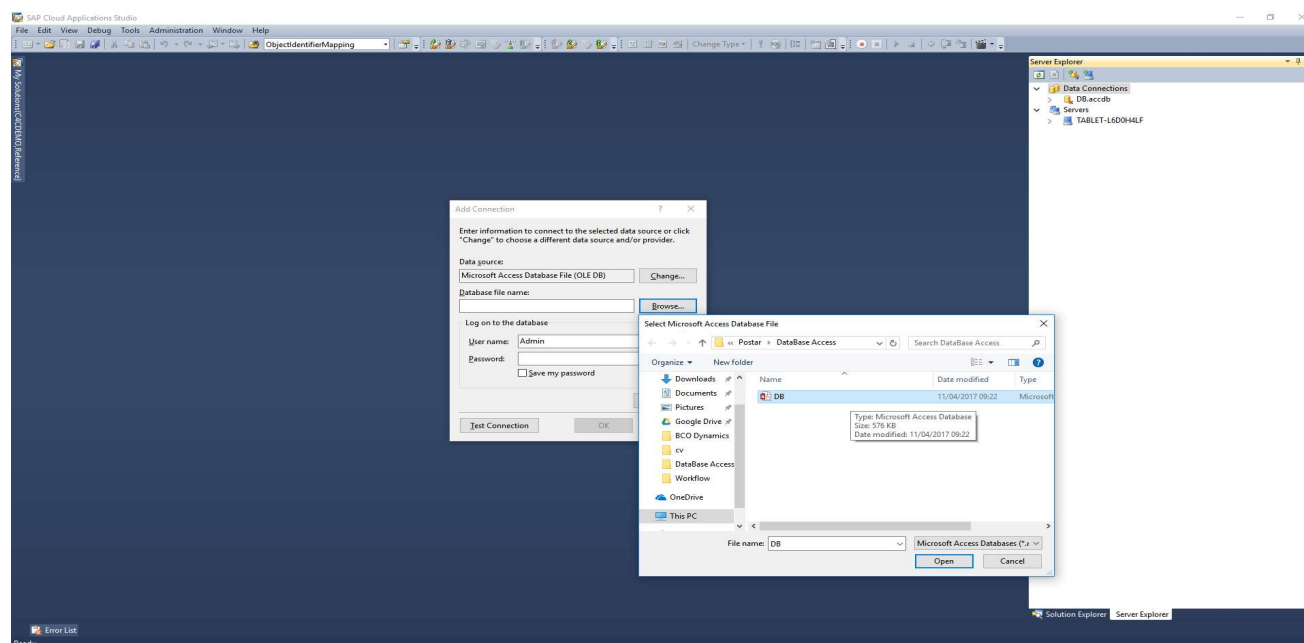 SAP Cloud Applications Studio
File Edit View Debug Tools Administration Window Help
ObjectIdentifierMapping
Change Type
My Solutions(C4CDEMO,Reference)
Server Explorer
Data Connections
DB.accdb
Servers
TABLET-L6D0H4LF
Add Connection
Enter information to connect to the selected data source or click
"Change" to choose a different data source and/or provider.
Data source:
Microsoft Access Database File (OLE DB)
Change...
Database file name:
Browse...
Log on to the database
User name: Admin
Password:
Save my password
Test Connection
OK
Select Microsoft Access Database File
« Postar > DataBase Access
Search DataBase Access
Organize
New folder
Downloads
Documents
Pictures
Google Drive
BCO Dynamics
cv
DataBase Access
Workflow
OneDrive
This PC
Name Date modified Type
DB 11/04/2017 09:22 Microsoft
Type: Microsoft Access Database
Size: 576 KB
Date modified: 11/04/2017 09:22
File name: DB
Microsoft Access Databases
Open Cancel
Solution Explorer Server Explorer
Error List